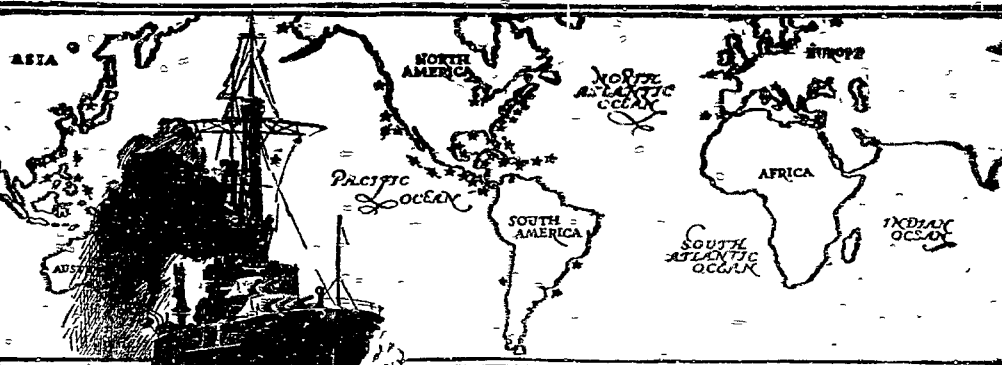 ASIA
NORTH
AMERICA
NORTH
ATLANTIC
OCEAN
EUROPE
PACIFIC
OCEAN
AFRICA
SOUTH
AMERICA
SOUTH
ATLANTIC
OCEAN
INDIAN
OCEAN
AUST